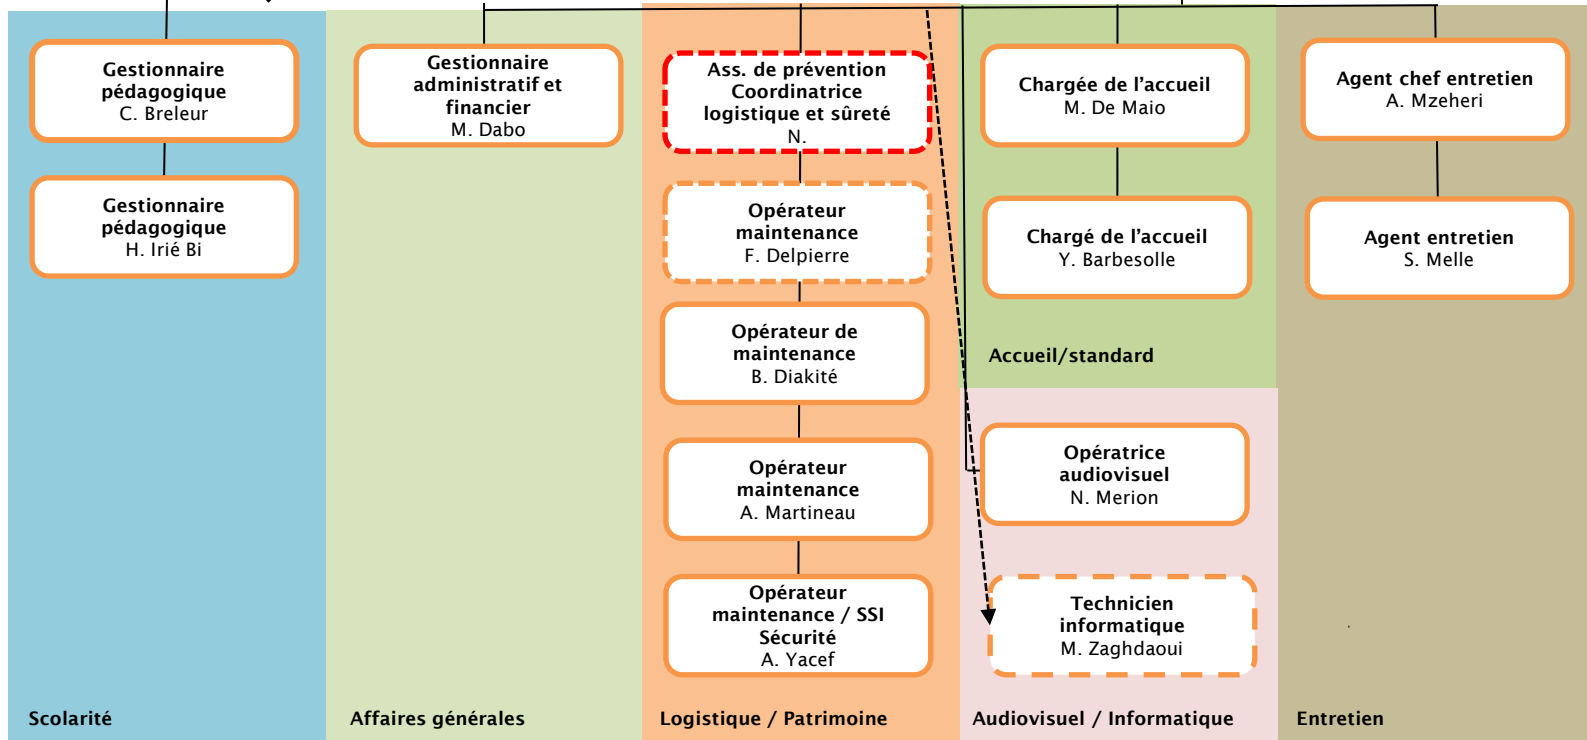 Gestionnaire
pédagogique
C. Breleur
Gestionnaire
pédagogique
H. Irié Bi
Scolarité
Gestionnaire
administratif et
financier
M. Dabo
Affaires générales
Ass. de prévention
Coordinatrice
logistique et sûreté
N.
Opérateur
maintenance
F. Delpierre
Opérateur de
maintenance
B. Diakité
Opérateur
maintenance
A. Martineau
Opérateur
maintenance / SSI
Sécurité
A. Yacef
Logistique / Patrimoine
Chargée de l’accueil
M. De Maio
Chargé de l’accueil
Y. Barbesolle
Accueil/standard
Opératrice
audiovisuel
N. Merion
Technicien
informatique
M. Zaghdaoui
Audiovisuel / Informatique
Agent chef entretien
A. Mzeheri
Agent entretien
S. Melle
Entretien